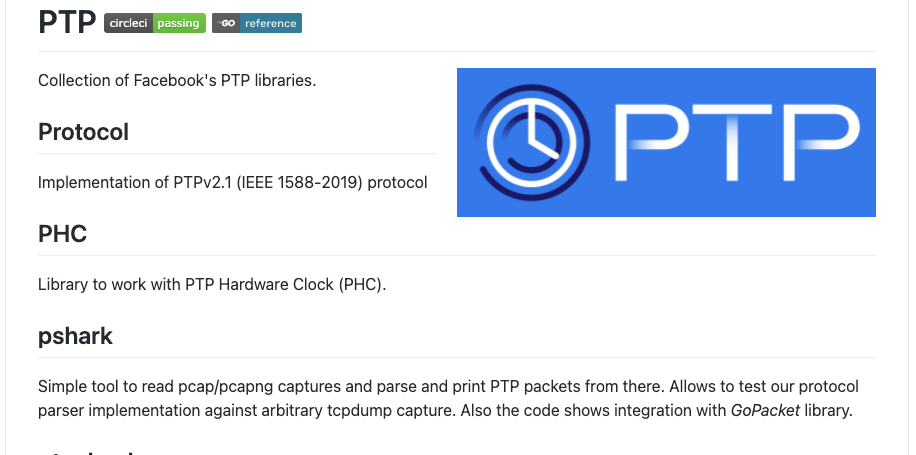 PTP circleci passing GO reference
Collection of Facebook's PTP libraries.
PTP
Protocol
Implementation of PTPv2.1 (IEEE 1588-2019) protocol
PHC
Library to work with PTP Hardware Clock (PHC).
pshark
Simple tool to read pcap/pcapng captures and parse and print PTP packets from there. Allows to test our protocol
parser implementation against arbitrary tcpdump capture. Also the code shows integration with GoPacket library.